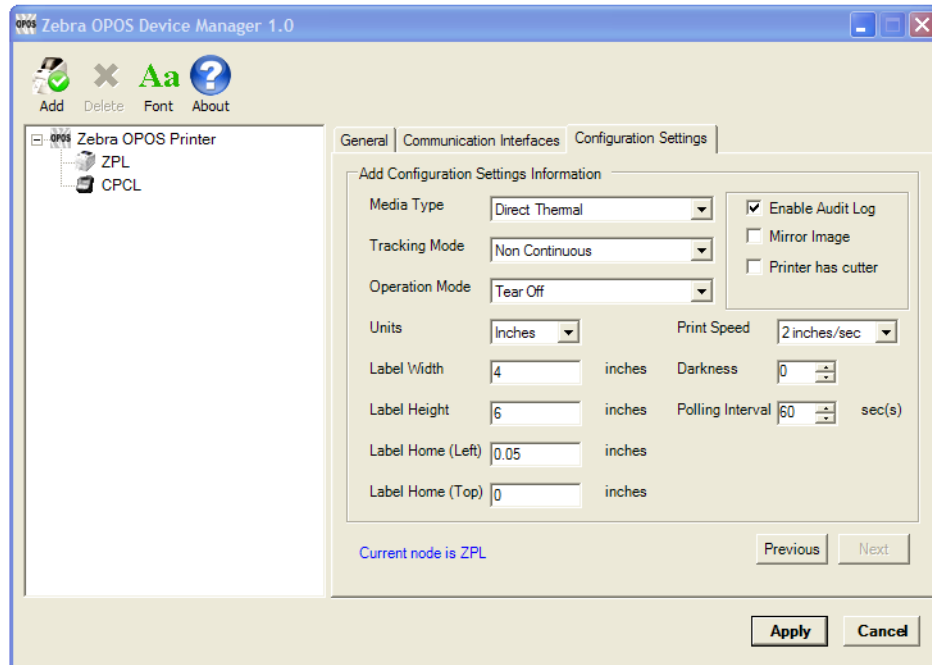 OPOS Zebra OPOS Device Manager 1.0
Add Delete Aa Font ? About
OPOS Zebra OPOS Printer
ZPL
CPCL
General Communication Interfaces Configuration Settings
Add Configuration Settings Information
Media Type Direct Thermal
Enable Audit Log
Tracking Mode Non Continuous
Mirror Image
Operation Mode Tear Off
Printer has cutter
Units Inches Print Speed 2 inches/sec
Label Width 4 inches Darkness 0
Label Height 6 inches Polling Interval 60 sec(s)
Label Home (Left) 0.05 inches
Label Home (Top) 0 inches
Current node is ZPL
Previous Next
Apply Cancel